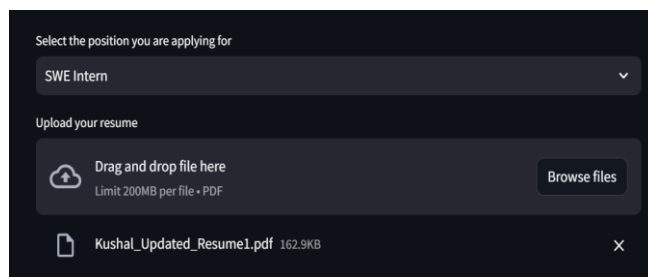 Select the position you are applying for
SWE Intern
Upload your resume
Drag and drop file here
Limit 200MB per file • PDF
Browse files
Kushal_Updated_Resume1.pdf 162.9KB